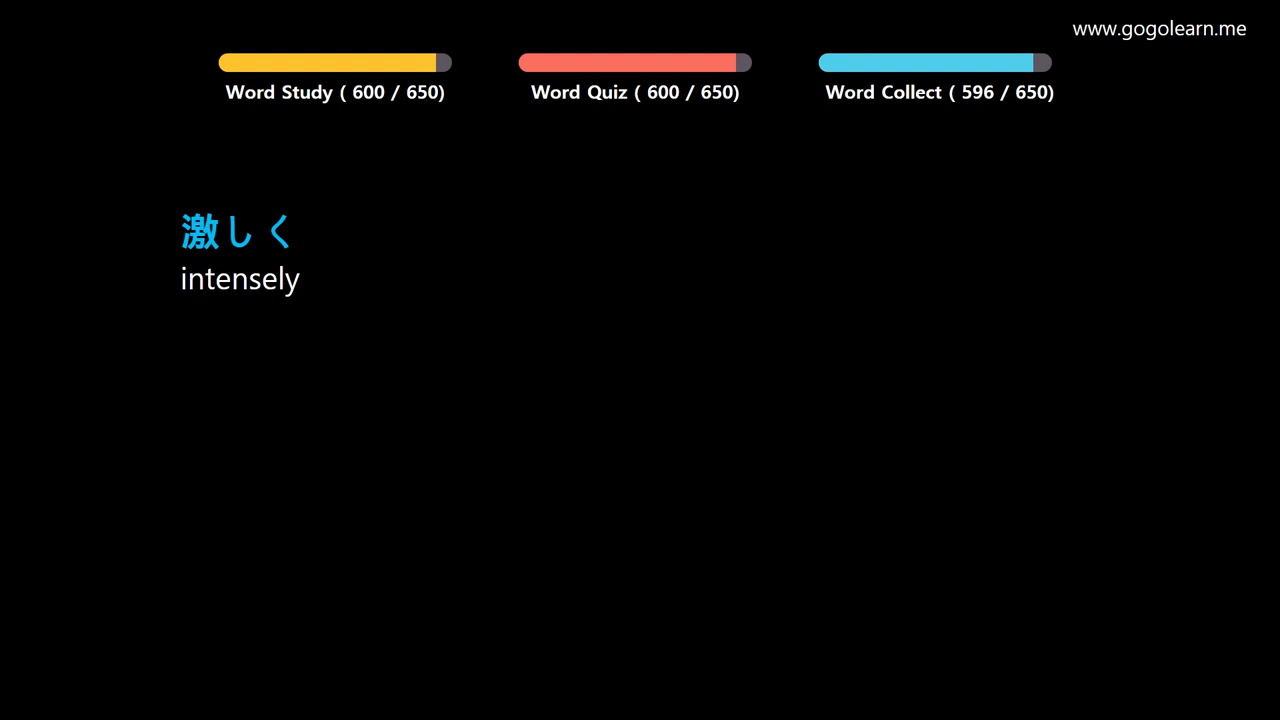 www.gogolearn.me
Word Study ( 600 / 650)
Word Quiz ( 600 / 650)
Word Collect ( 596 / 650)
激しく
intensely